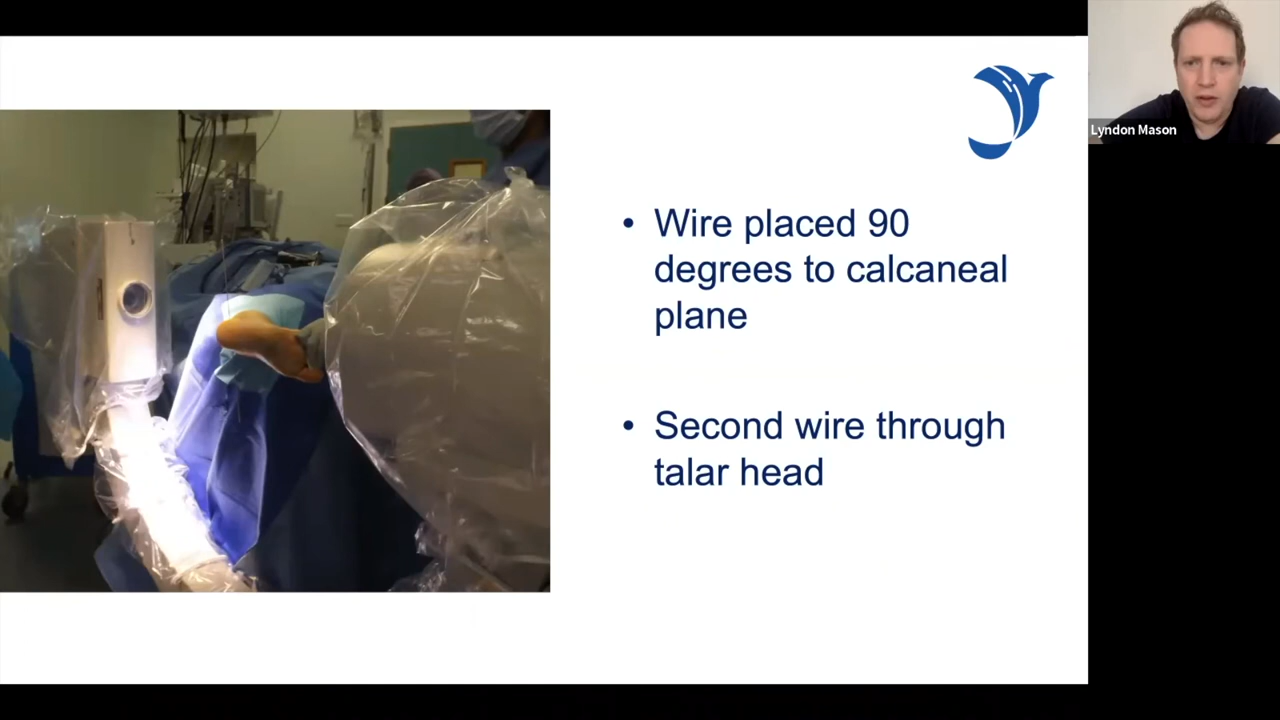 Lyndon Mason
• Wire placed 90
degrees to calcaneal
plane
• Second wire through
talar head